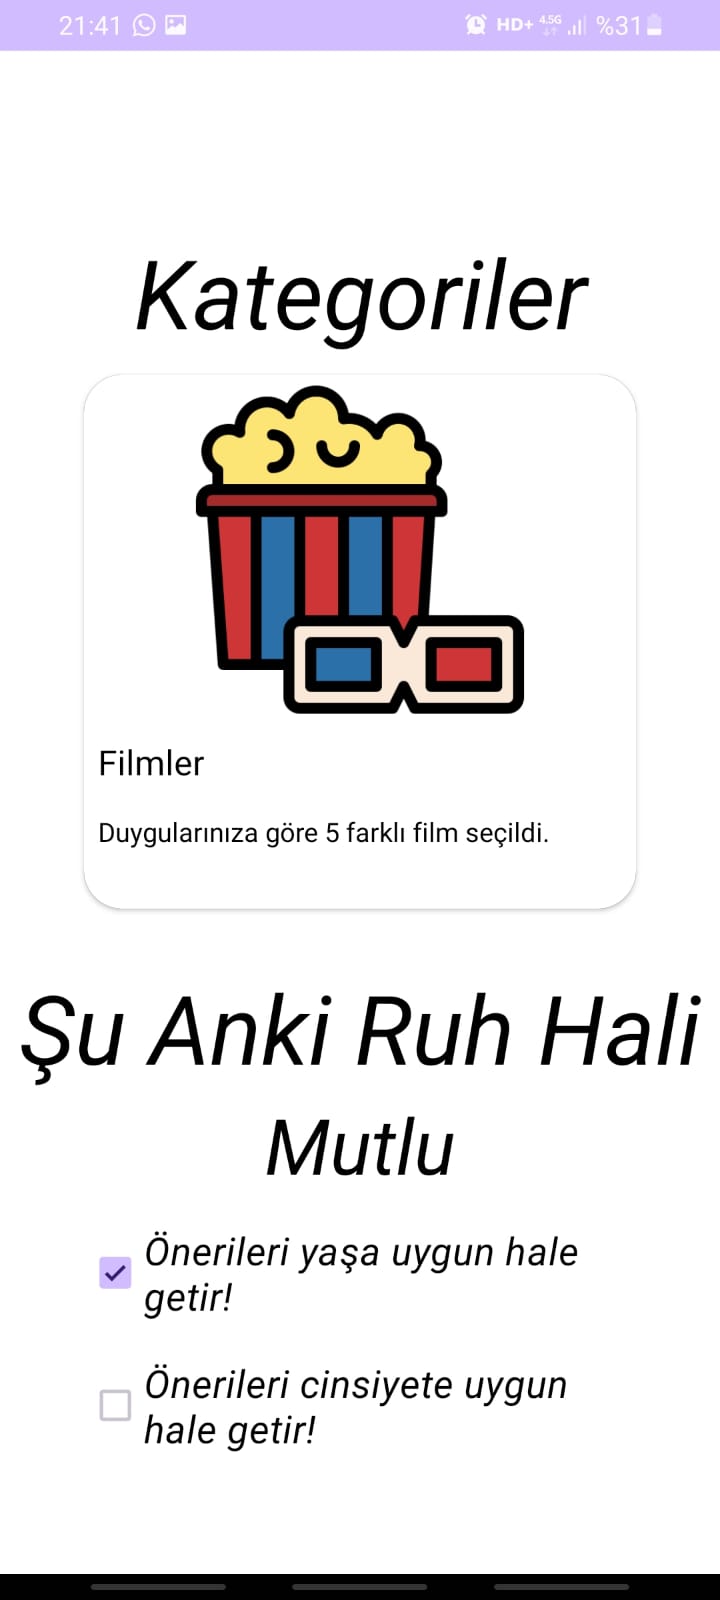 21:41 HD+ 4.5G %31
Kategoriler
Filmler
Duygularınıza göre 5 farklı film seçildi.
Şu Anki Ruh Hali
Mutlu
Önerileri yaşa uygun hale
getir!
Önerileri cinsiyete uygun
hale getir!